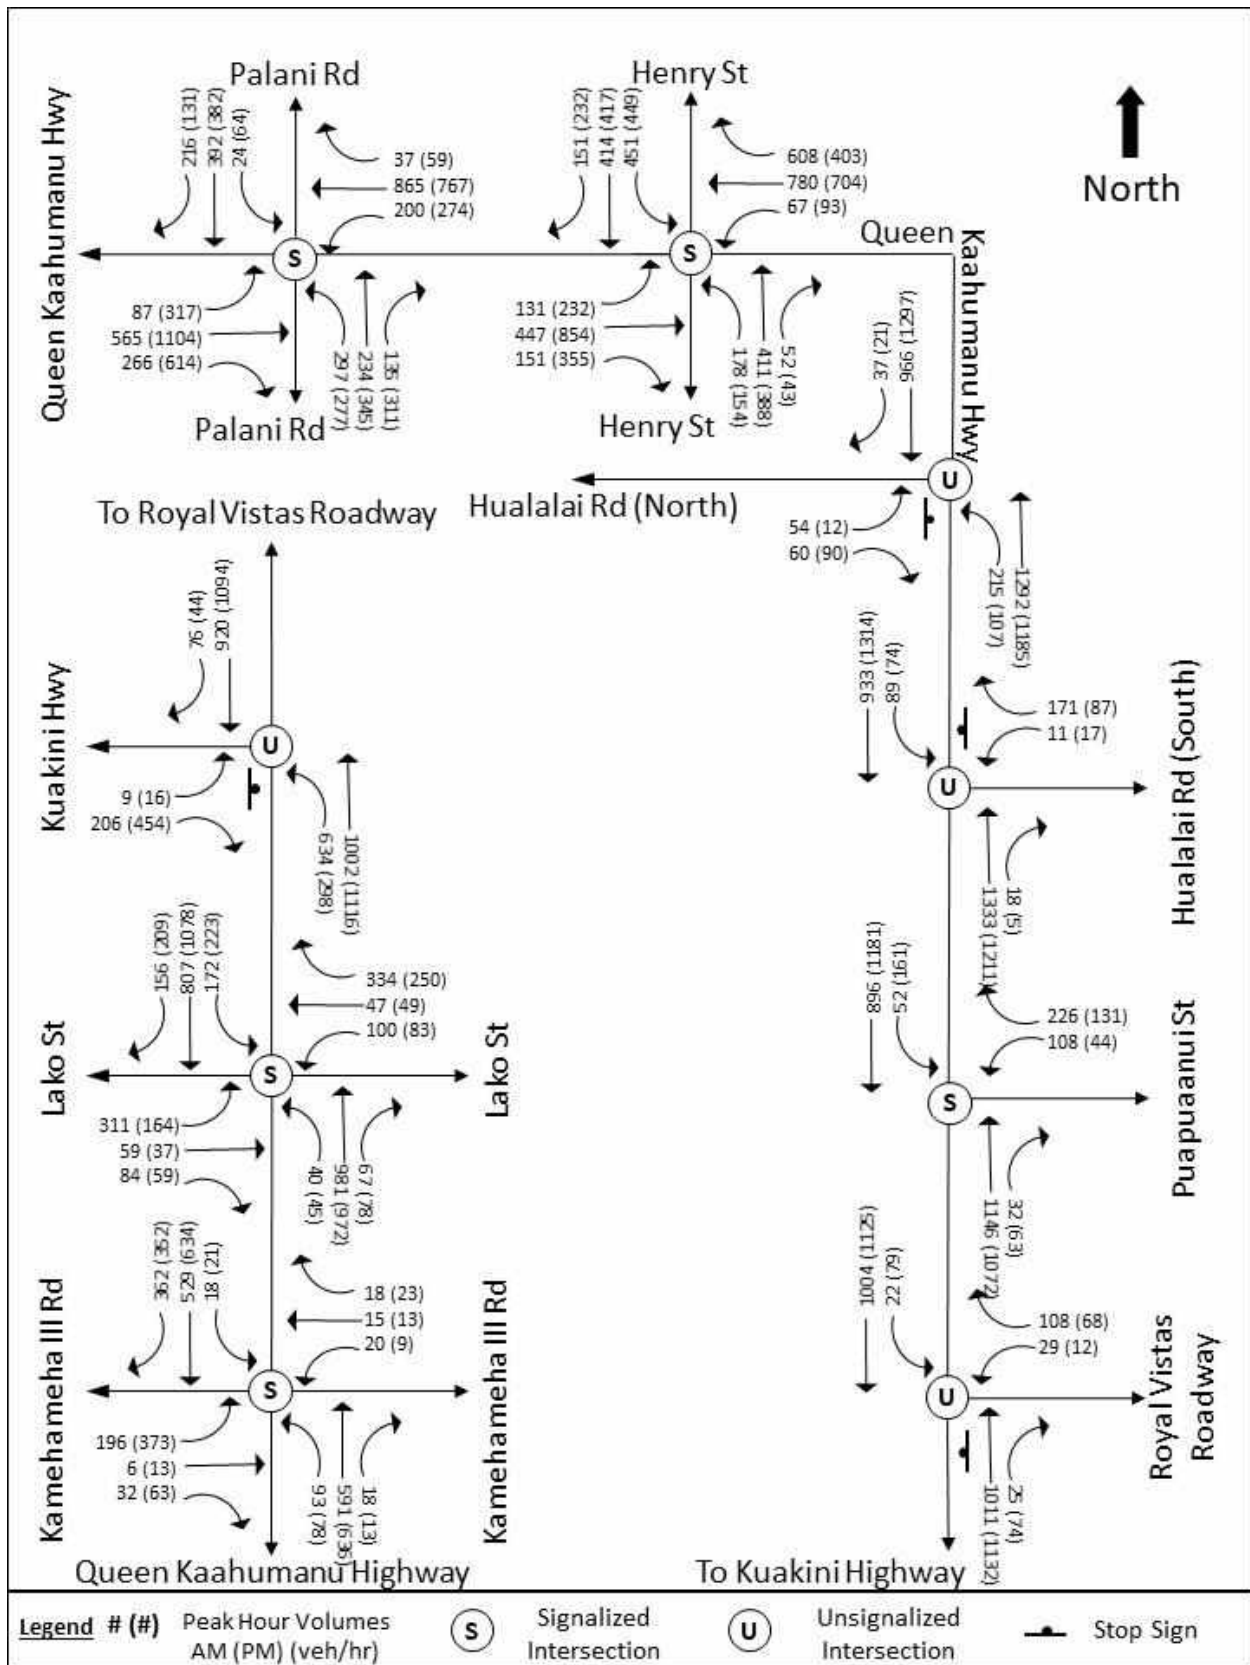 Palani Rd
Henry St
North
Queen Kaahumanu Hwy
216 (131)
392 (382)
24 (64)
37 (59)
865 (767)
200 (274)
S
87 (317)
565 (1104)
266 (614)
297 (277)
234 (345)
135 (311)
Palani Rd
151 (232)
414 (417)
451 (449)
608 (403)
780 (704)
67 (93)
S
131 (232)
447 (854)
151 (355)
178 (154)
411 (388)
52 (43)
Henry St
Queen
Kaahumanu Hwy
37 (21)
966 (1297)
U
Hualalai Rd (North)
54 (12)
60 (90)
215 (107)
1292 (1185)
To Royal Vistas Roadway
76 (44)
920 (1094)
Kuakini Hwy
U
9 (16)
206 (454)
634 (298)
1002 (1116)
933 (1314)
89 (74)
171 (87)
11 (17)
U
Hualalai Rd (South)
1333 (1211)
18 (5)
156 (209)
807 (1078)
172 (223)
334 (250)
47 (49)
100 (83)
Lako St
S
Lako St
311 (164)
59 (37)
84 (59)
40 (45)
981 (972)
67 (78)
896 (1181)
52 (161)
226 (131)
108 (44)
S
Puapuaanui St
1146 (1072)
32 (63)
362 (352)
529 (634)
18 (21)
18 (23)
15 (13)
20 (9)
Kamehameha III Rd
S
Kamehameha III Rd
196 (373)
6 (13)
32 (63)
93 (78)
591 (636)
18 (13)
1004 (1125)
22 (79)
108 (68)
29 (12)
U
Royal Vistas
Roadway
1011 (1132)
25 (74)
Queen Kaahumanu Highway
To Kuakini Highway
Legend # (#) Peak Hour Volumes
AM (PM) (veh/hr)
S Signalized
Intersection
U Unsignalized
Intersection
Stop Sign